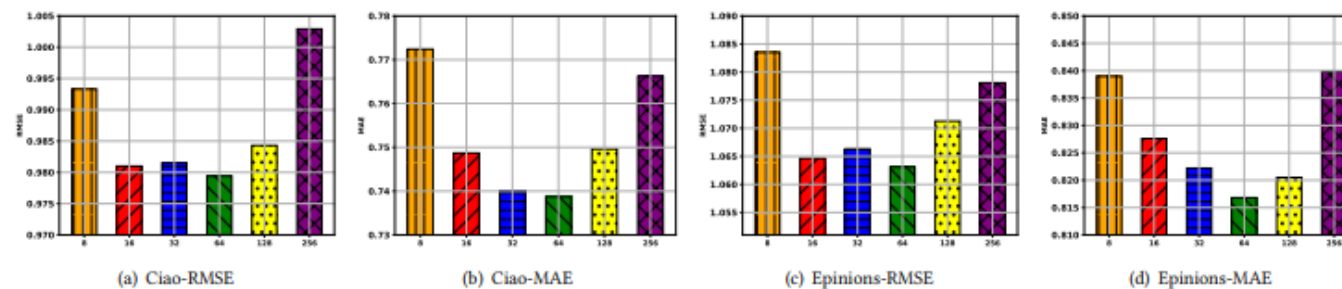 1.005
1.000
0.995
0.990
0.985
0.980
0.975
0.970
RMSE
8 16 32 64 128 256
(a) Ciao-RMSE
0.78
0.77
0.76
0.75
0.74
0.73
MAE
8 16 32 64 128 256
(b) Ciao-MAE
1.090
1.085
1.080
1.075
1.070
1.065
1.060
1.055
RMSE
8 16 32 64 128 256
(c) Epinions-RMSE
0.850
0.845
0.840
0.835
0.830
0.825
0.820
0.815
0.810
MAE
8 16 32 64 128 256
(d) Epinions-MAE